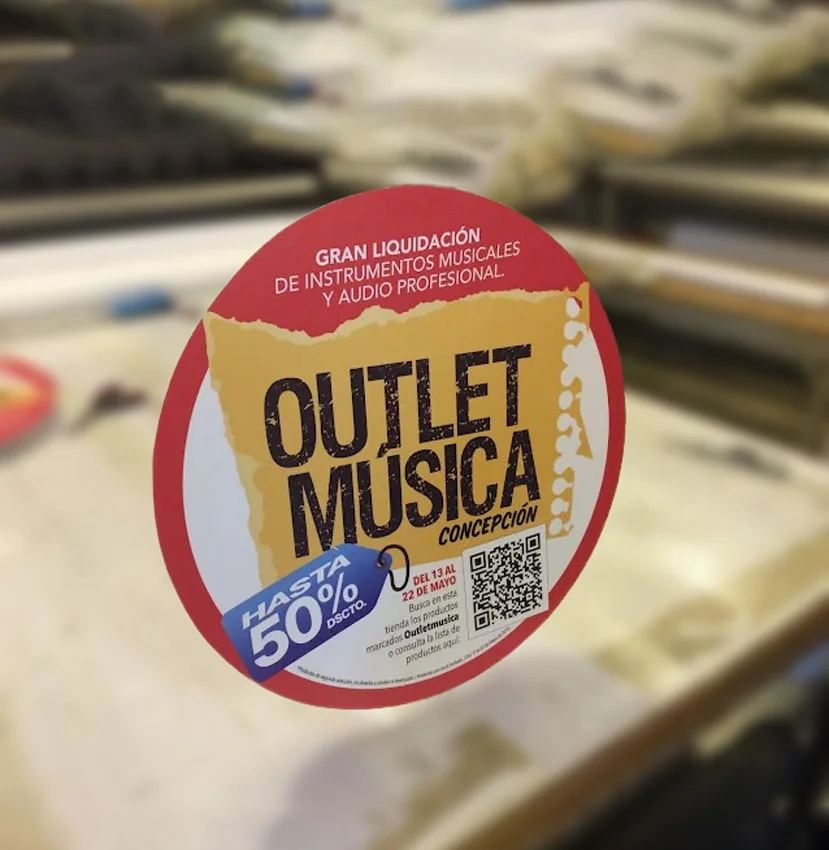 GRAN LIQUIDACIÓN
DE INSTRUMENTOS MUSICALES
Y AUDIO PROFESIONAL.
OUTLET
MÚSICA
CONCEPCIÓN
HASTA
50%
DSCTO.
DEL 13 AL
22 DE MAYO
Busca en esta
tienda los productos
marcados Outletmusica
o consulta la lista de
productos aquí: